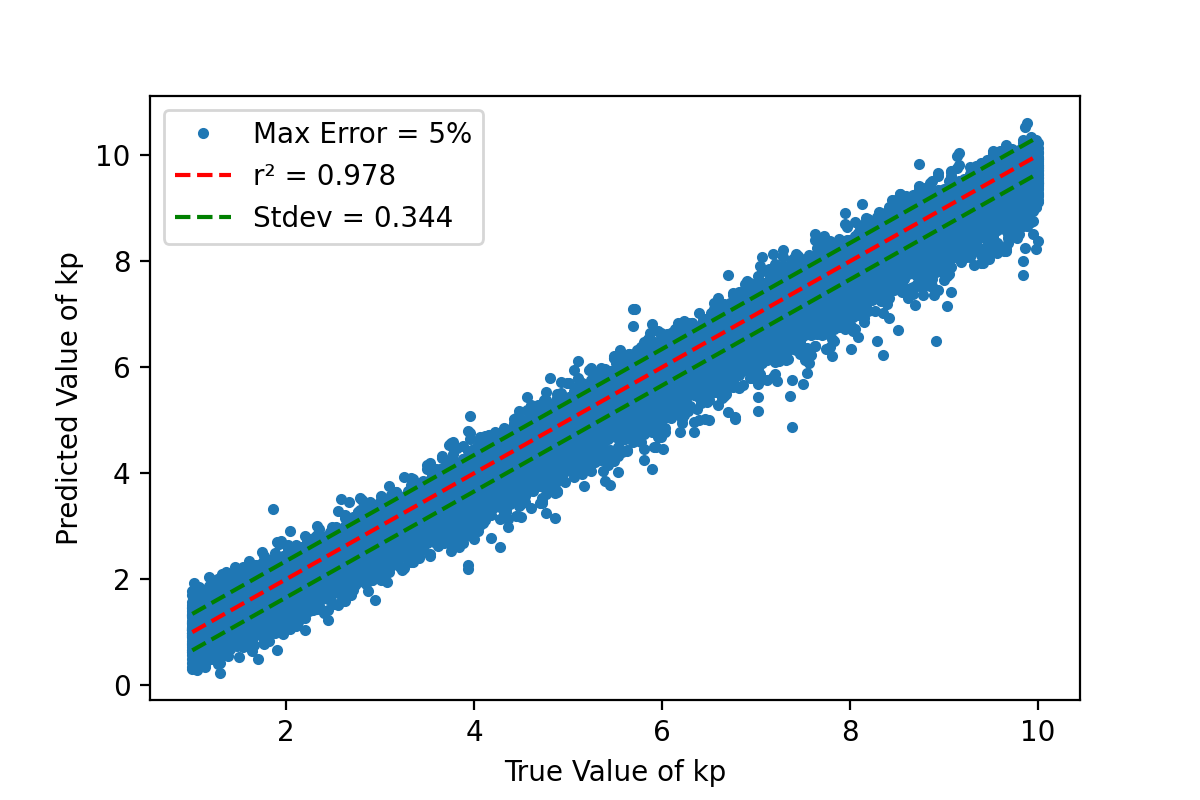 Max Error = 5%
r² = 0.978
Stdev = 0.344
Predicted Value of kp
10
8
6
4
2
0
2 4 6 8 10
True Value of kp